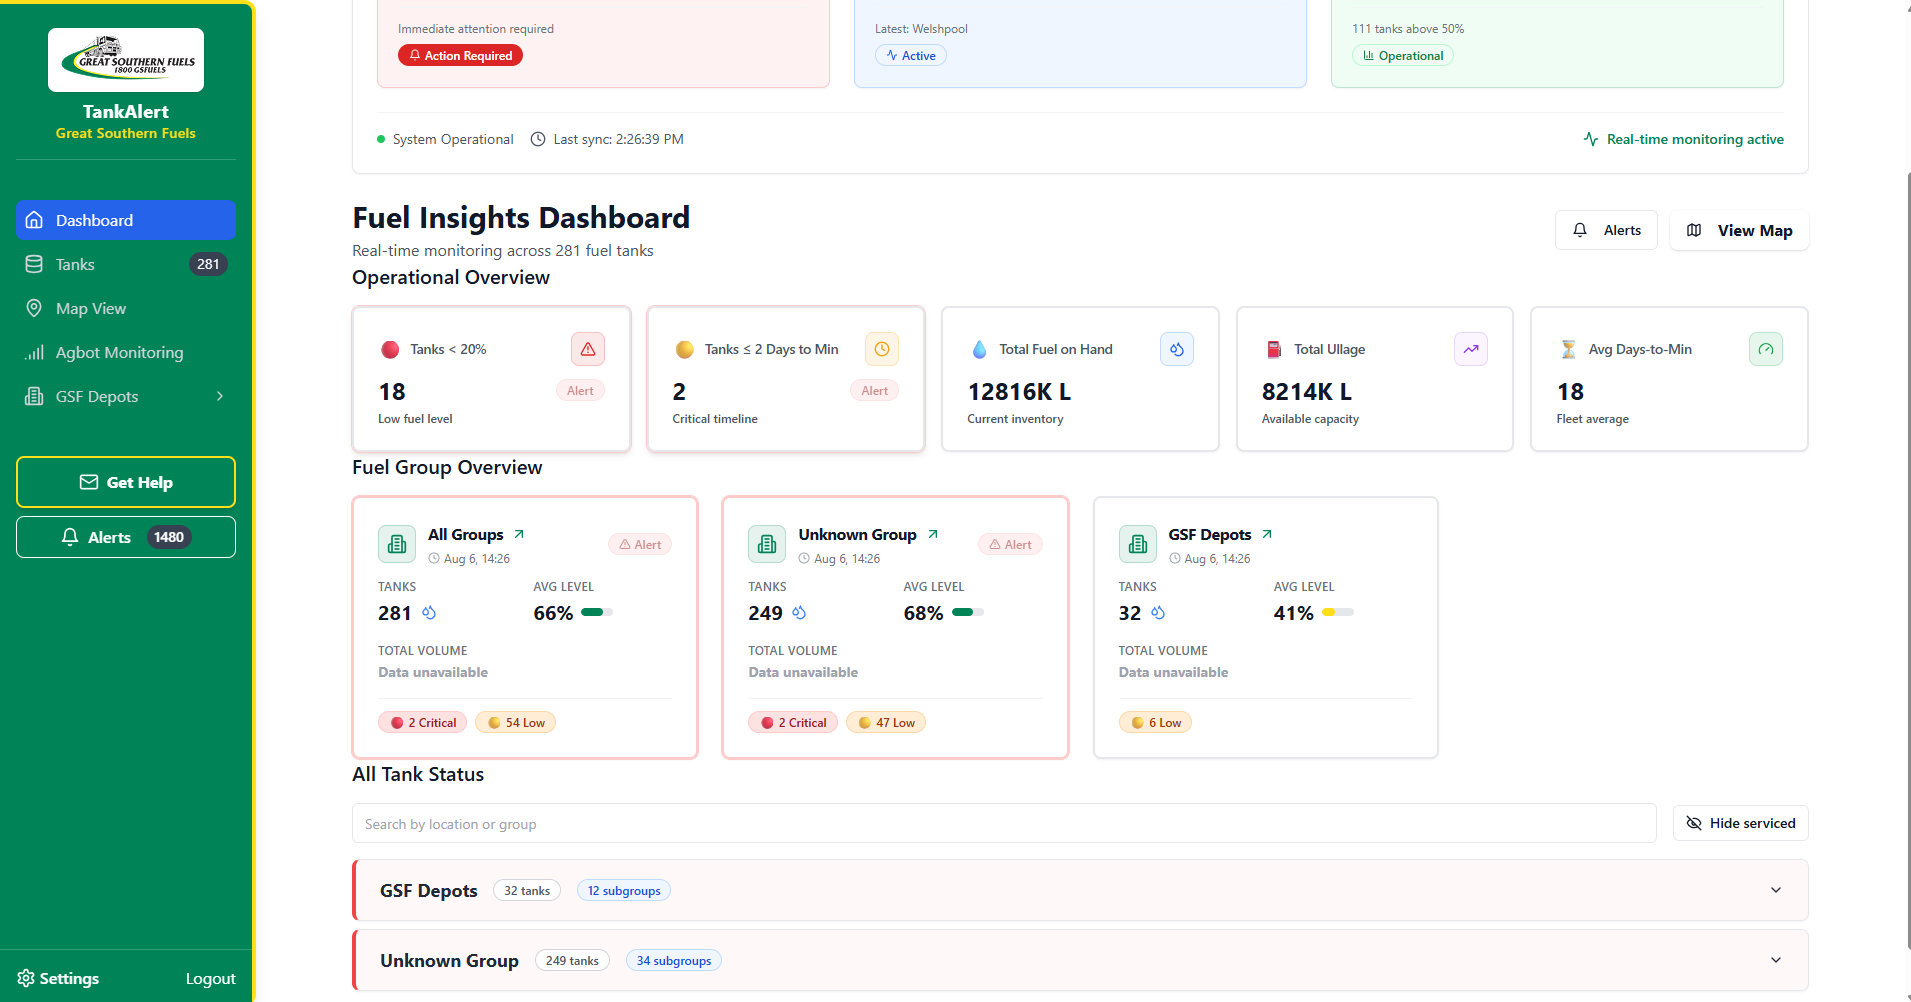 GREAT SOUTHERN FUELS
1800 GSFUELS
TankAlert
Great Southern Fuels
Dashboard
Tanks 281
Map View
Agbot Monitoring
GSF Depots
Get Help
Alerts 1480
Settings Logout
Immediate attention required
Action Required
Latest: Welshpool
Active
111 tanks above 50%
Operational
System Operational Last sync: 2:26:39 PM Real-time monitoring active
Fuel Insights Dashboard
Real-time monitoring across 281 fuel tanks
Alerts View Map
Operational Overview
Tanks < 20%
18 Alert
Low fuel level
Tanks ≤ 2 Days to Min
2 Alert
Critical timeline
Total Fuel on Hand
12816K L
Current inventory
Total Ullage
8214K L
Available capacity
Avg Days-to-Min
18
Fleet average
Fuel Group Overview
All Groups
Aug 6, 14:26
Alert
TANKS AVG LEVEL
281 66%
TOTAL VOLUME
Data unavailable
2 Critical 54 Low
Unknown Group
Aug 6, 14:26
Alert
TANKS AVG LEVEL
249 68%
TOTAL VOLUME
Data unavailable
2 Critical 47 Low
GSF Depots
Aug 6, 14:26
TANKS AVG LEVEL
32 41%
TOTAL VOLUME
Data unavailable
6 Low
All Tank Status
Search by location or group Hide serviced
GSF Depots 32 tanks 12 subgroups
Unknown Group 249 tanks 34 subgroups